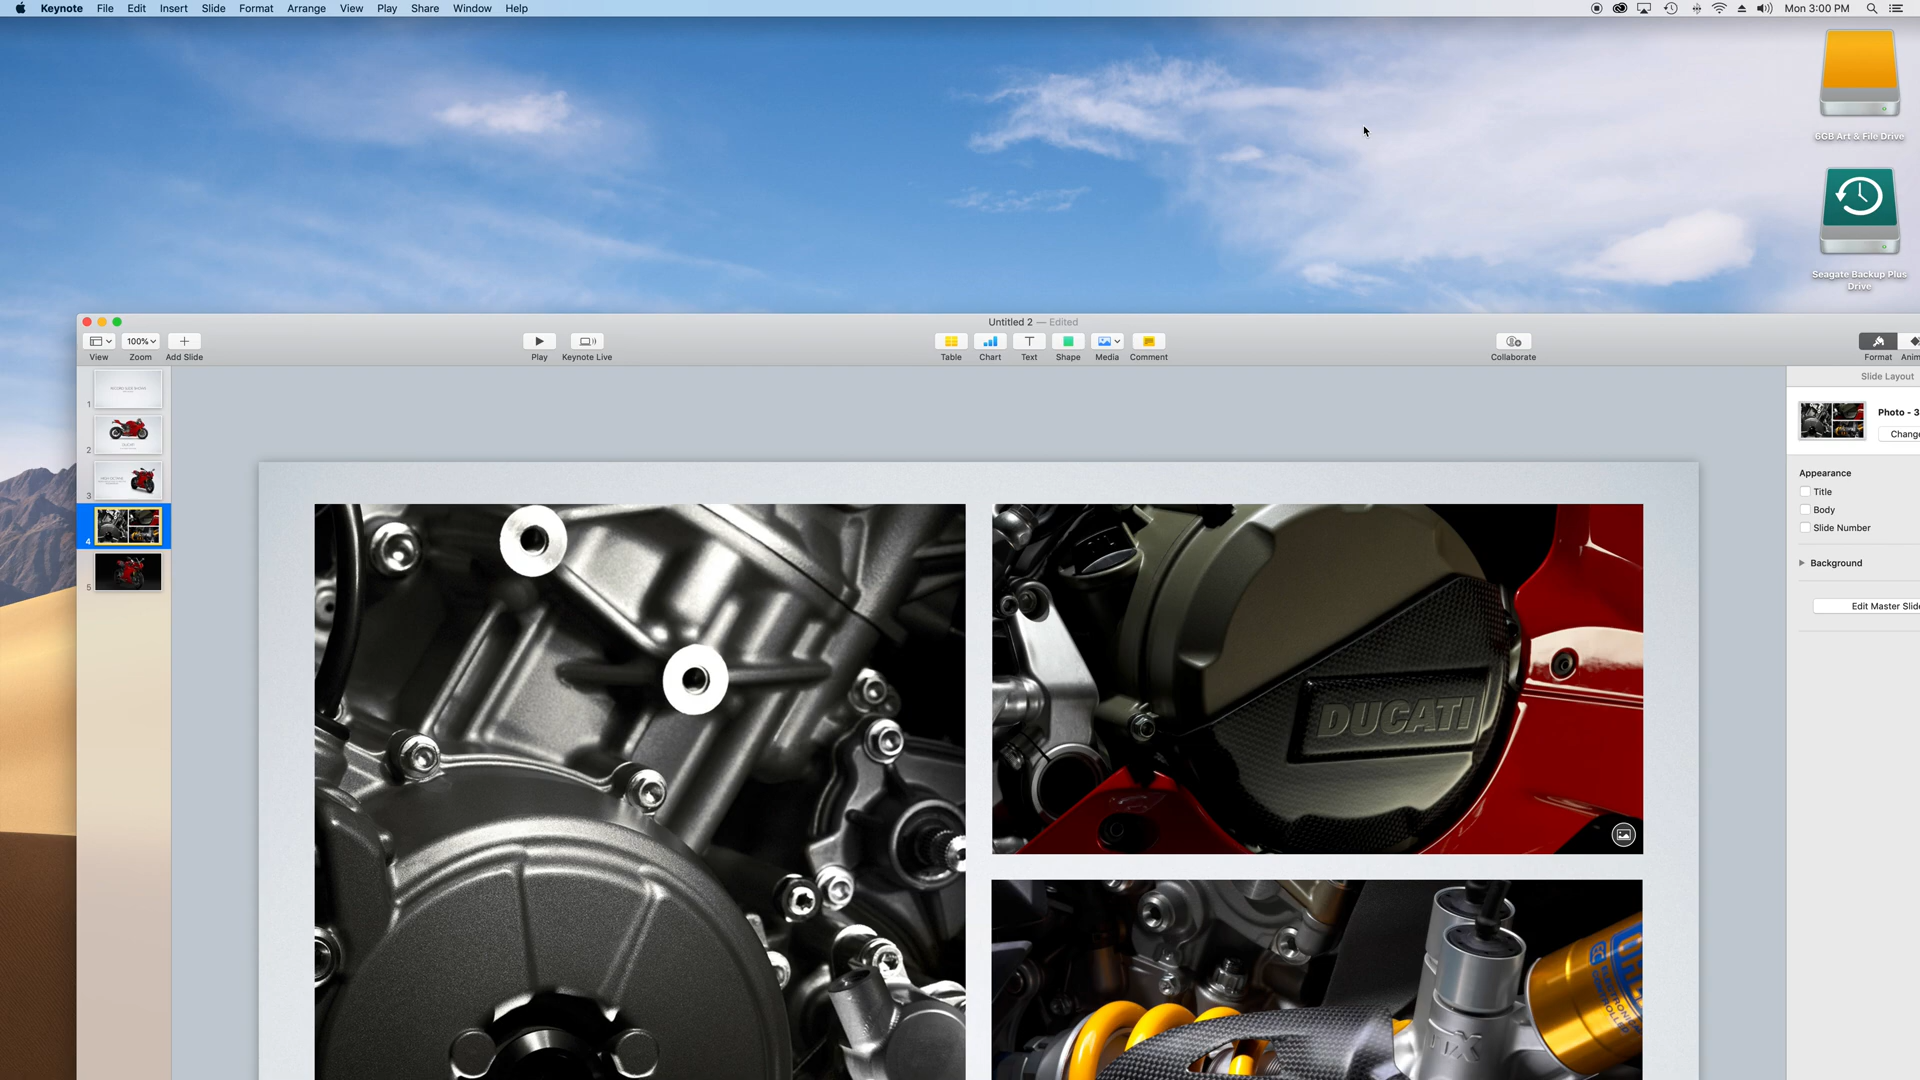 Keynote File Edit Insert Slide Format Arrange View Play Share Window Help
Mon 3:00 PM
6GB Art & File Drive
Seagate Backup Plus
Drive
Untitled 2 — Edited
100%
View Zoom Add Slide Play Keynote Live Table Chart Text Shape Media Comment Collaborate Format Anim
Slide Layout
Photo - 3
Change
Appearance
Title
Body
Slide Number
Background
Edit Master Slide
1
2
3
4
5
DUCATI